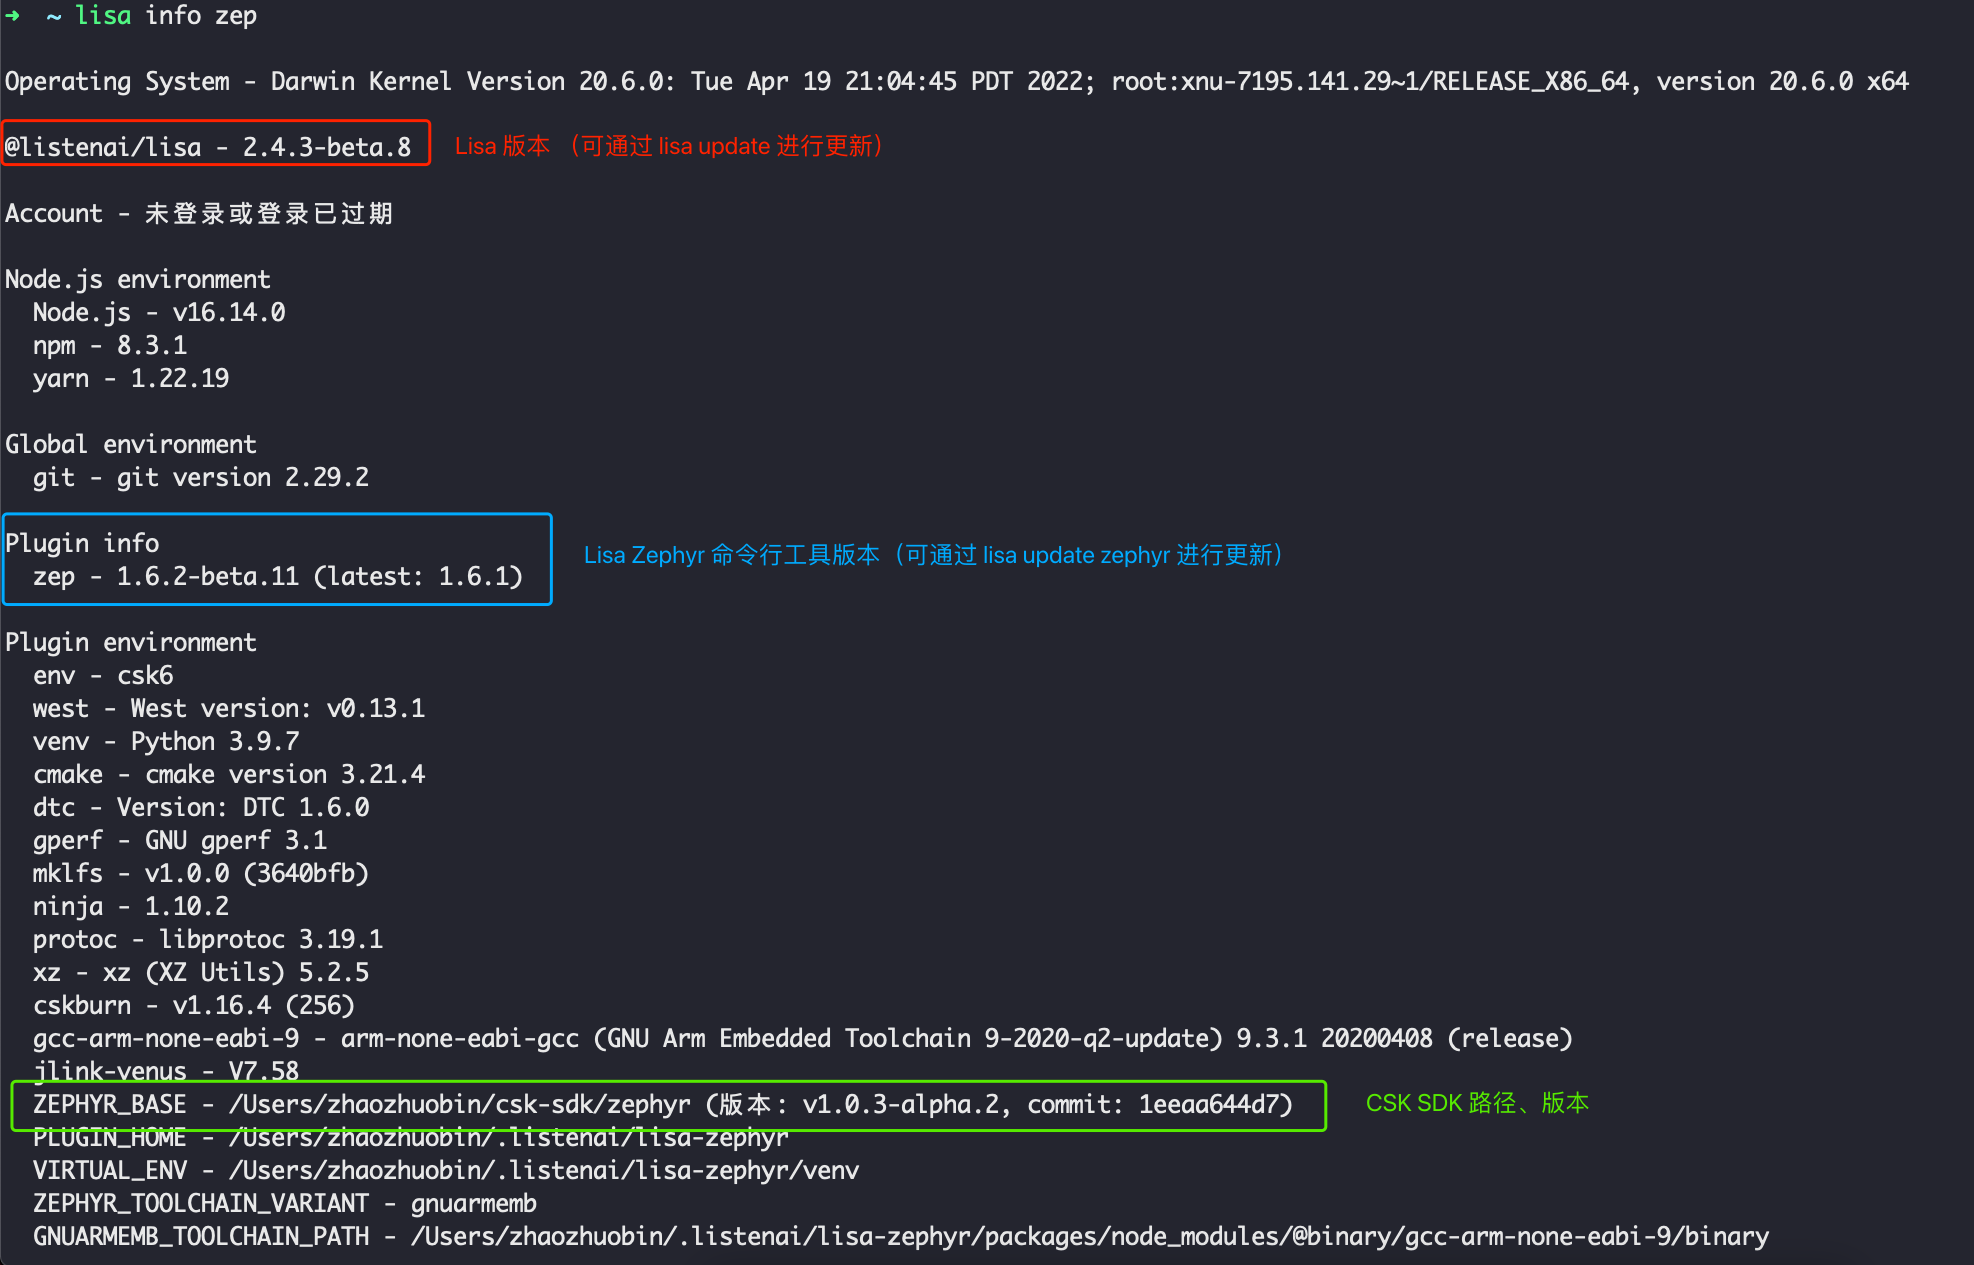 ➜  ~ lisa info zep
Operating System - Darwin Kernel Version 20.6.0: Tue Apr 19 21:04:45 PDT 2022; root:xnu-7195.141.29~1/RELEASE_X86_64, version 20.6.0 x64
@listenai/lisa - 2.4.3-beta.8 Lisa 版本 （可通过 lisa update 进行更新）
Account - 未登录或登录已过期
Node.js environment
Node.js - v16.14.0
npm - 8.3.1
yarn - 1.22.19
Global environment
git - git version 2.29.2
Plugin info
Lisa Zephyr 命令行工具版本（可通过 lisa update zephyr 进行更新）
zep - 1.6.2-beta.11 (latest: 1.6.1)
Plugin environment
env - csk6
west - West version: v0.13.1
venv - Python 3.9.7
cmake - cmake version 3.21.4
dtc - Version: DTC 1.6.0
gperf - GNU gperf 3.1
mklfs - v1.0.0 (3640bfb)
ninja - 1.10.2
protoc - libprotoc 3.19.1
xz - xz (XZ Utils) 5.2.5
cskburn - v1.16.4 (256)
gcc-arm-none-eabi-9 - arm-none-eabi-gcc (GNU Arm Embedded Toolchain 9-2020-q2-update) 9.3.1 20200408 (release)
jlink-venus - V7.58
ZEPHYR_BASE - /Users/zhaozhuobin/csk-sdk/zephyr (版本: v1.0.3-alpha.2, commit: 1eeaa644d7) CSK SDK 路径、版本
PLUGIN_HOME - /Users/zhaozhuobin/.listenai/lisa-zephyr
VIRTUAL_ENV - /Users/zhaozhuobin/.listenai/lisa-zephyr/venv
ZEPHYR_TOOLCHAIN_VARIANT - gnuarmemb
GNUARMEMB_TOOLCHAIN_PATH - /Users/zhaozhuobin/.listenai/lisa-zephyr/packages/node_modules/@binary/gcc-arm-none-eabi-9/binary